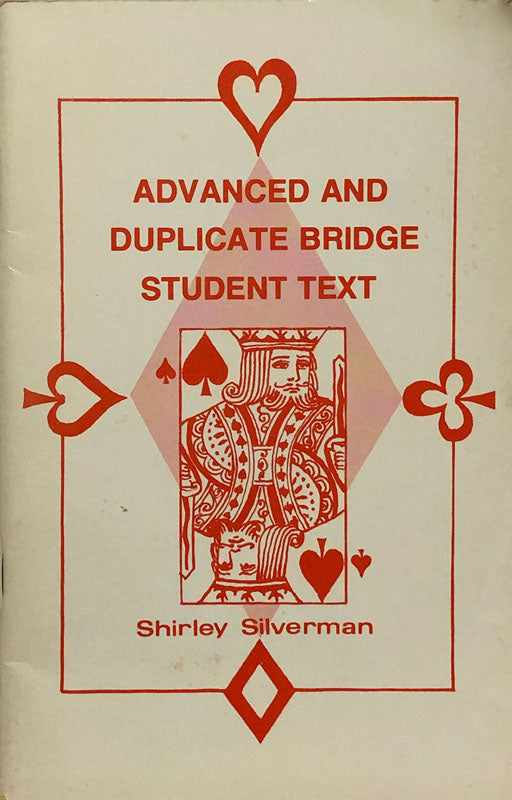 ADVANCED AND
DUPLICATE BRIDGE
STUDENT TEXT
Shirley Silverman